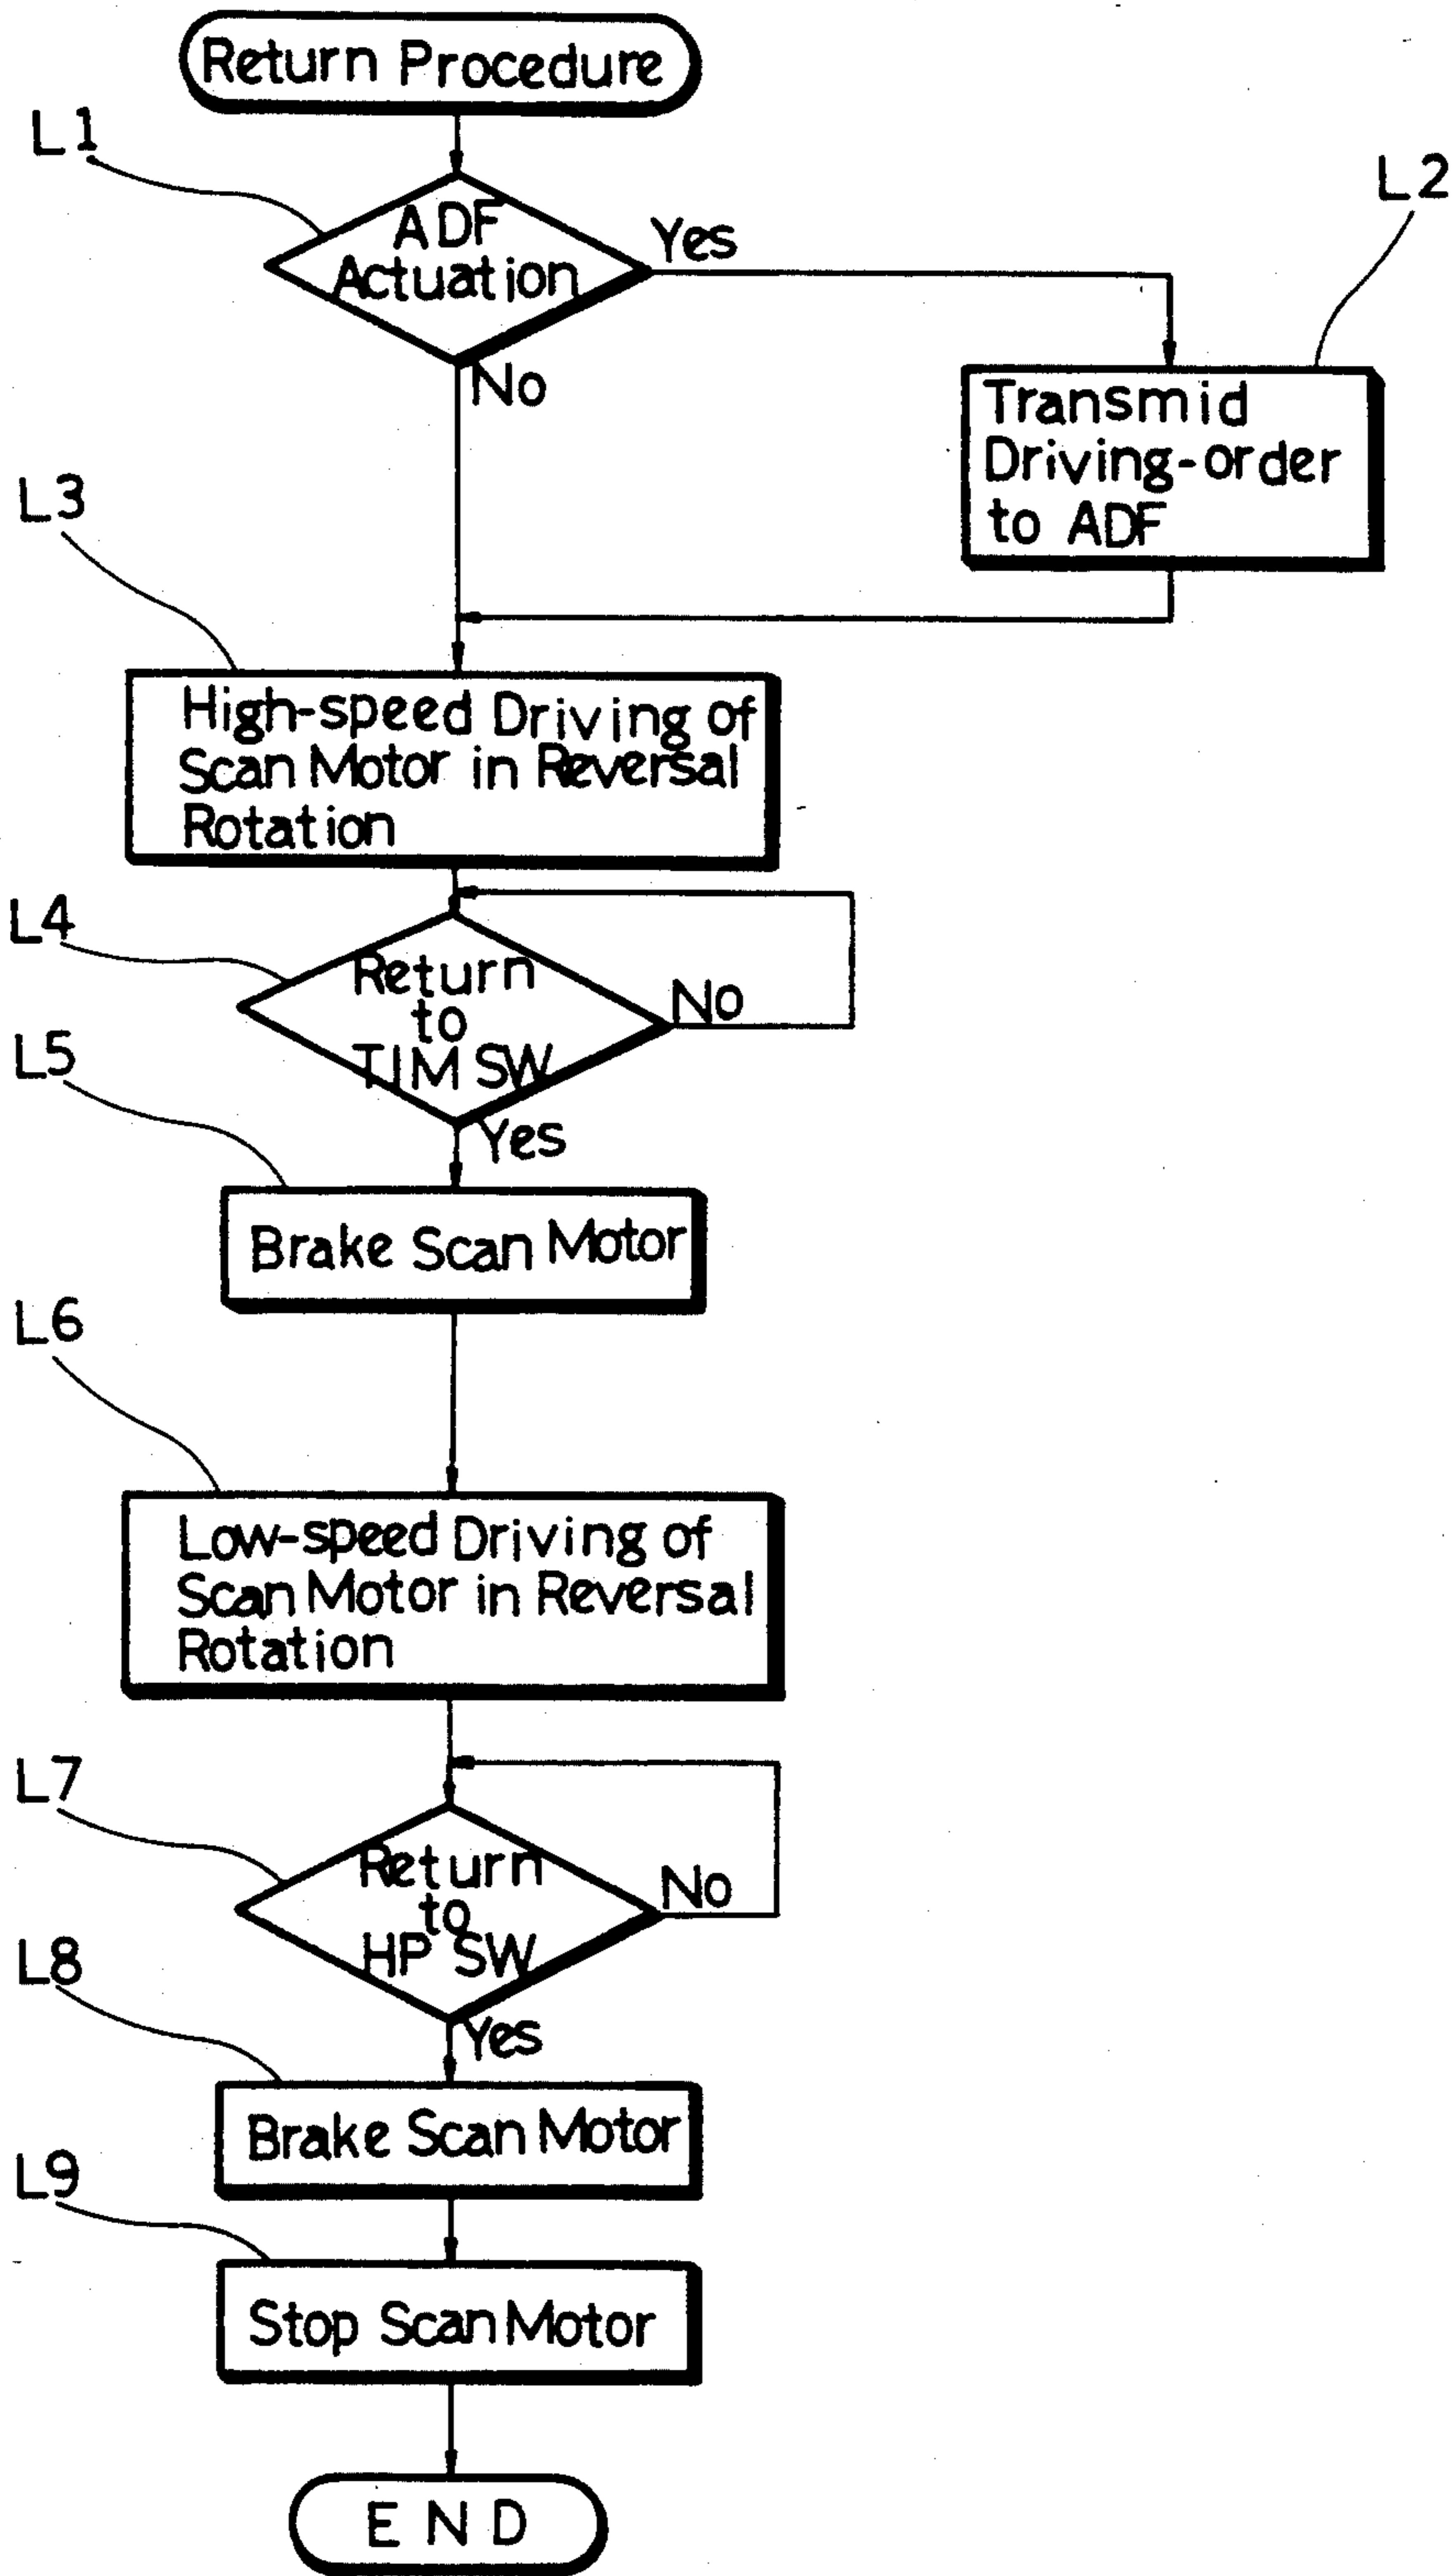 Return Procedure
L1
ADF
Actuation
Yes
No
L2
Transmid
Driving-order
to ADF
L3
High-speed Driving of
Scan Motor in Reversal
Rotation
L4
Return
to
TIM SW
No
Yes
L5
Brake Scan Motor
L6
Low-speed Driving of
Scan Motor in Reversal
Rotation
L7
Return
to
HP SW
No
Yes
L8
Brake Scan Motor
L9
Stop Scan Motor
END